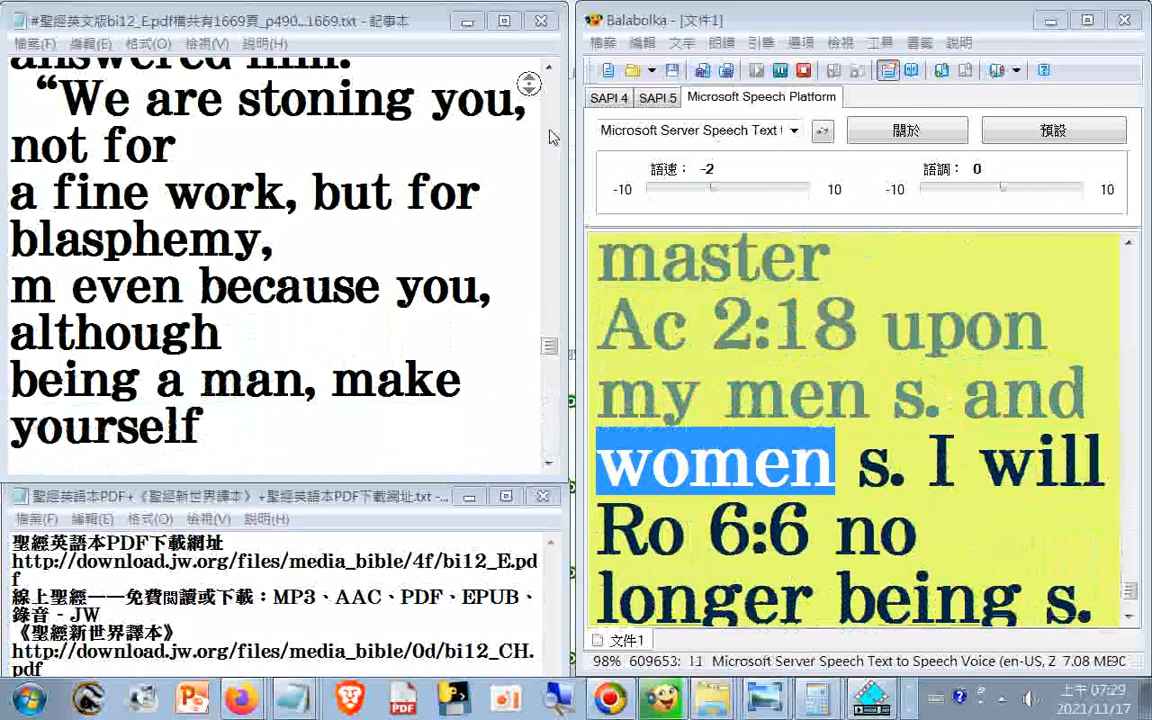 #聖經英文版bi12_E.pdf檔共有1669頁_p490...1669.txt - 記事本
檔案(F) 編輯(E) 格式(O) 檢視(V) 說明(H)
answered him:
“We are stoning you,
not for
a fine work, but for
blasphemy,
m even because you,
although
being a man, make
yourself
聖經英語本PDF+《聖經新世界譯本》+聖經英語本PDF下載網址.txt -...
檔案(F) 編輯(E) 格式(O) 檢視(V) 說明(H)
聖經英語本PDF下載網址
http://download.jw.org/files/media_bible/4f/bi12_E.pd
f
線上聖經——免費閱讀或下載：MP3、AAC、PDF、EPUB、
錄音 - JW
《聖經新世界譯本》
http://download.jw.org/files/media_bible/0d/bi12_CH.
pdf
Balabolka - [文件1]
檔案 編輯 文字 朗讀 引擎 選項 檢視 工具 書籤 說明
SAPI 4 SAPI 5 Microsoft Speech Platform
Microsoft Server Speech Text 關於 預設
語速： -2 語調： 0
-10 10 -10 10
master
Ac 2:18 upon
my men s. and
women s. I will
Ro 6:6 no
longer being s.
文件1
98% 609653: 11 Microsoft Server Speech Text to Speech Voice (en-US, Z 7.08 ME
上午 07:29
2021/11/17